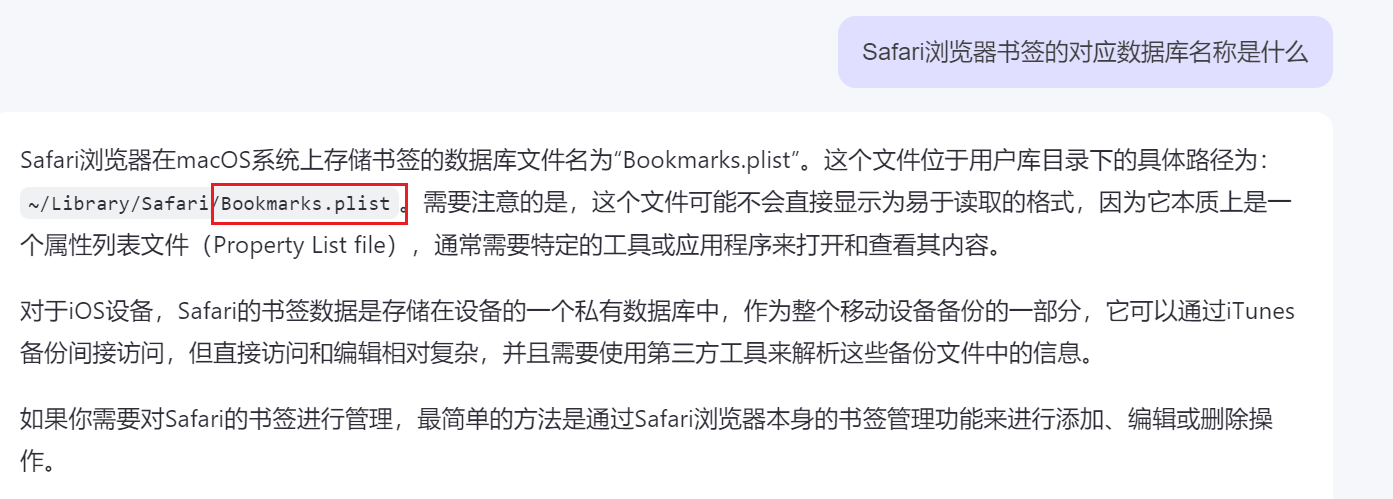 Safari浏览器书签的对应数据库名称是什么
Safari浏览器在macOS系统上存储书签的数据库文件名为“Bookmarks.plist”。这个文件位于用户库目录下的具体路径为：
~/Library/Safari/Bookmarks.plist。需要注意的是，这个文件可能不会直接显示为易于读取的格式，因为它本质上是一
个属性列表文件（Property List file），通常需要特定的工具或应用程序来打开和查看其内容。
对于iOS设备，Safari的书签数据是存储在设备的一个私有数据库中，作为整个移动设备备份的一部分，它可以通过iTunes
备份间接访问，但直接访问和编辑相对复杂，并且需要使用第三方工具来解析这些备份文件中的信息。
如果你需要对Safari的书签进行管理，最简单的方法是通过Safari浏览器本身的书签管理功能来进行添加、编辑或删除操
作。